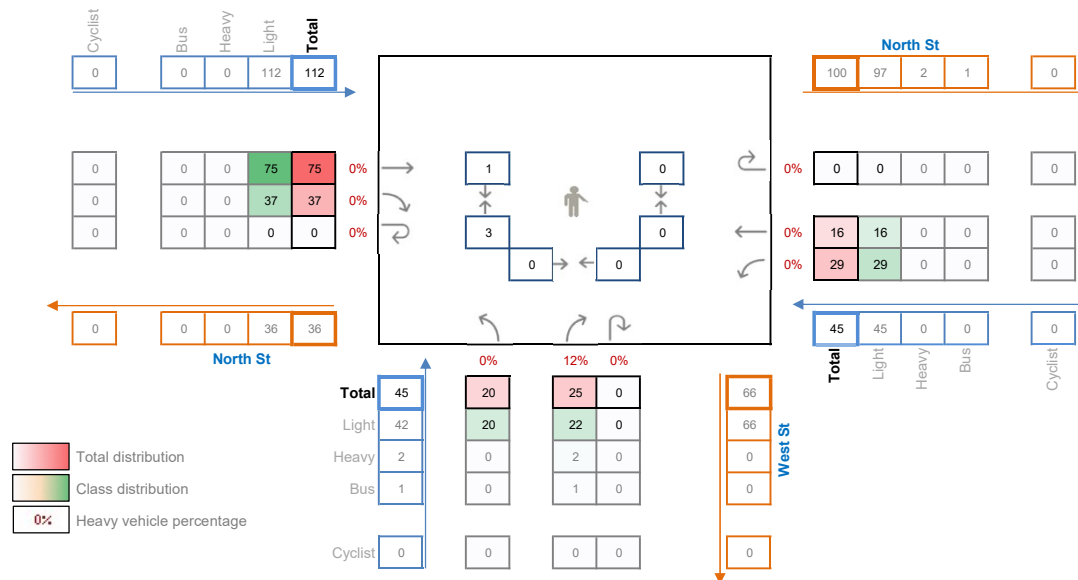 Cyclist Bus Heavy Light Total
North St
0 0 0 112 112
100 97 2 1 0
0 0 0 75 75 0%
1 0
0% 0 0 0 0 0
0 0 0 37 37 0%
0 0 0 0 0 0%
3 0
0% 16 16 0 0 0
0 0
0% 29 29 0 0 0
0 0 0 36 36
45 45 0 0 0
North St
Total Light Heavy Bus Cyclist
0% 12% 0%
Total 45 20 25 0 66
Light 42 20 22 0 66
Heavy 2 0 2 0 0
Bus 1 0 1 0 0
Cyclist 0 0 0 0 0
West St
Total distribution
Class distribution
0% Heavy vehicle percentage